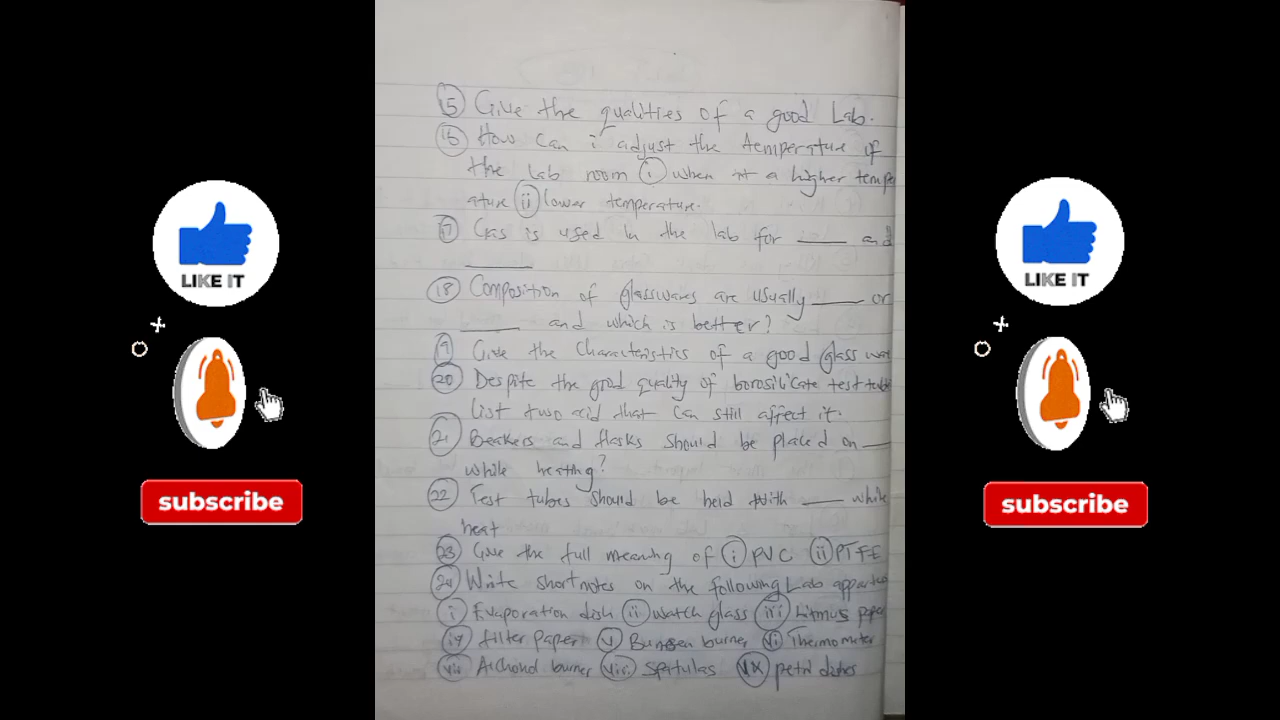 LIKE IT
subscribe
15 Give the qualities of a good Lab.
16 How can i adjust the temperature of
the lab room i when it a higher tempe
ature ii lower temperature.
17 Gas is used in the lab for ____ and
____
18 Composition of glasswares are usually ____ or
____ and which is better?
19 Give the characteristics of a good glass
20 Despite the good quality of borosilicate test
list two acid that can still affect it.
21 Beakers and flasks should be placed on ____
while heating?
22 Test tubes should be held with ____ while
heat
23 Give the full meaning of i PVC ii PTFE
24 Write shortnotes on the following Lab
i Evaporation dish ii watch glass iii Litmus paper
iv filter paper v Bunsen burner vi Thermometer
vii burner viii Spatulas petri dishes
LIKE IT
subscribe